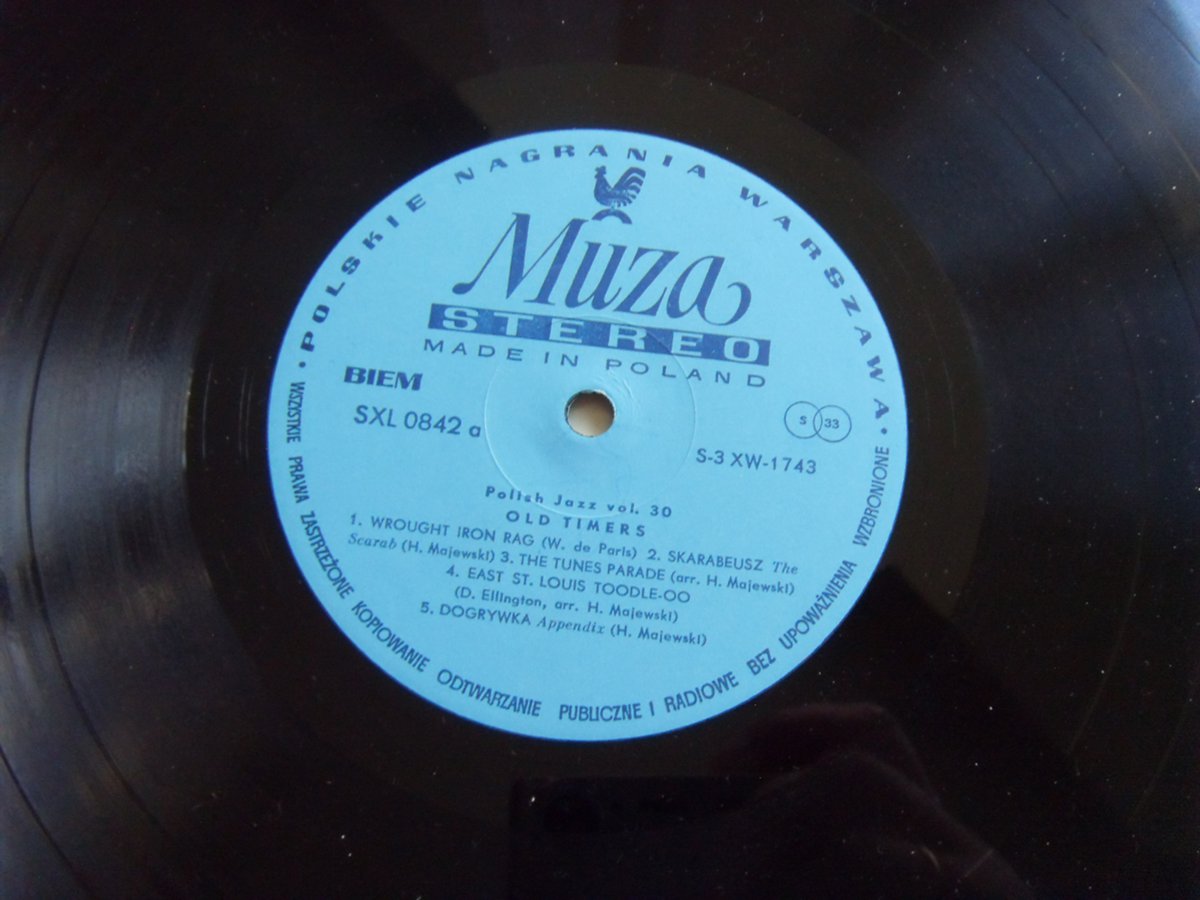 • POLSKIE NAGRANIA WARSZAWA •
Muza
STEREO
MADE IN POLAND
BIEM
SXL 0842 a
S 33
S-3 XW-1743
Polish Jazz vol. 30
OLD TIMERS
1. WROUGHT IRON RAG (W. de Paris) 2. SKARABEUSZ The
Scarab (H. Majewski) 3. THE TUNES PARADE (arr. H. Majewski)
4. EAST ST. LOUIS TOODLE-OO
(D. Ellington, arr. H. Majewski)
5. DOGRYWKA Appendix (H. Majewski)
WSZYSTKIE PRAWA ZASTRZEŻONE KOPIOWANIE ODTWARZANIE PUBLICZNE I RADIOWE BEZ UPOWAŻNIENIA WZBRONIONE